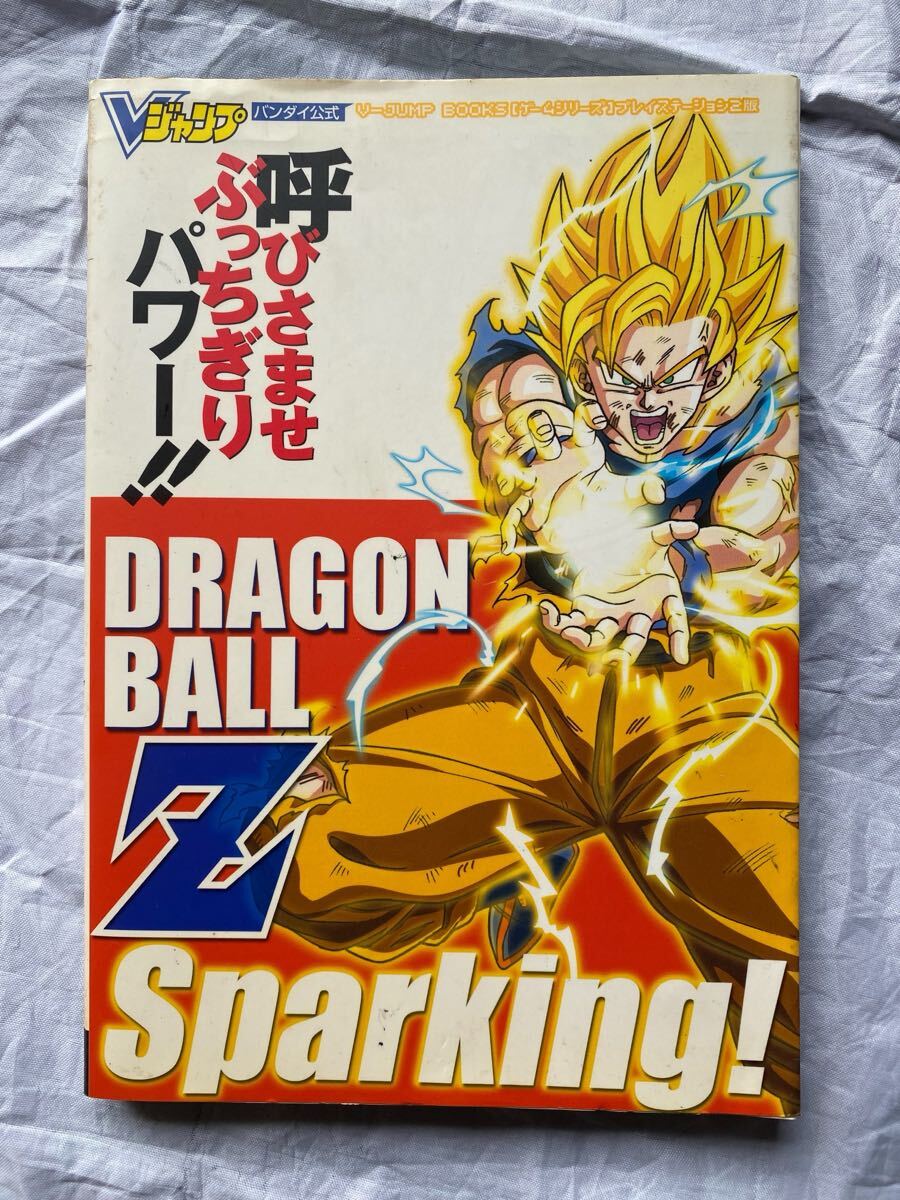 Vジャンプ バンダイ公式 V-JUMP BOOKS[ゲームシリーズ]プレイステーション2版
呼びさませ
ぶっちぎり
パワー!!
DRAGON
BALL
Z
Sparking!